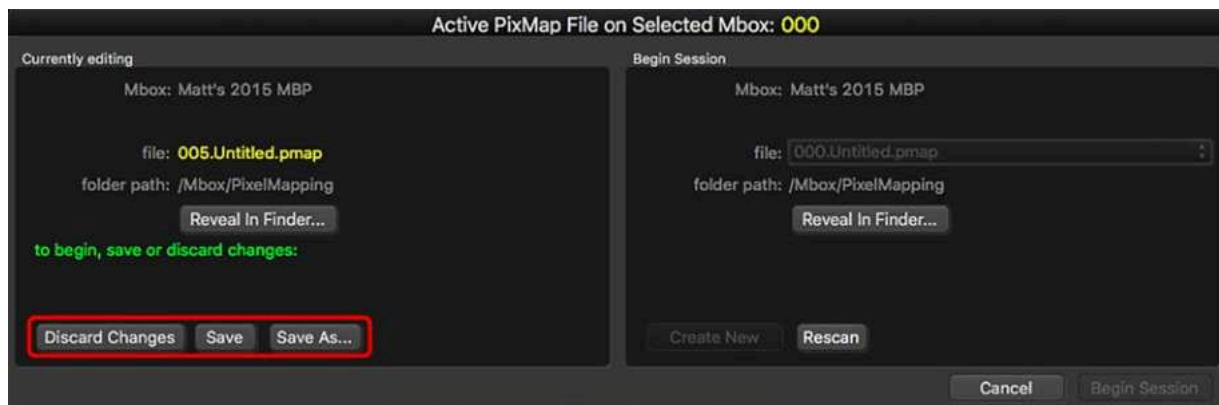 Active PixMap File on Selected Mbox: 000
Currently editing
Mbox: Matt's 2015 MBP
file: 005.Untitled.pmap
folder path: /Mbox/PixelMapping
Reveal In Finder...
to begin, save or discard changes:
Discard Changes Save Save As...
Begin Session
Mbox: Matt's 2015 MBP
file: 000.Untitled.pmap
folder path: /Mbox/PixelMapping
Reveal In Finder...
Create New Rescan
Cancel Begin Session